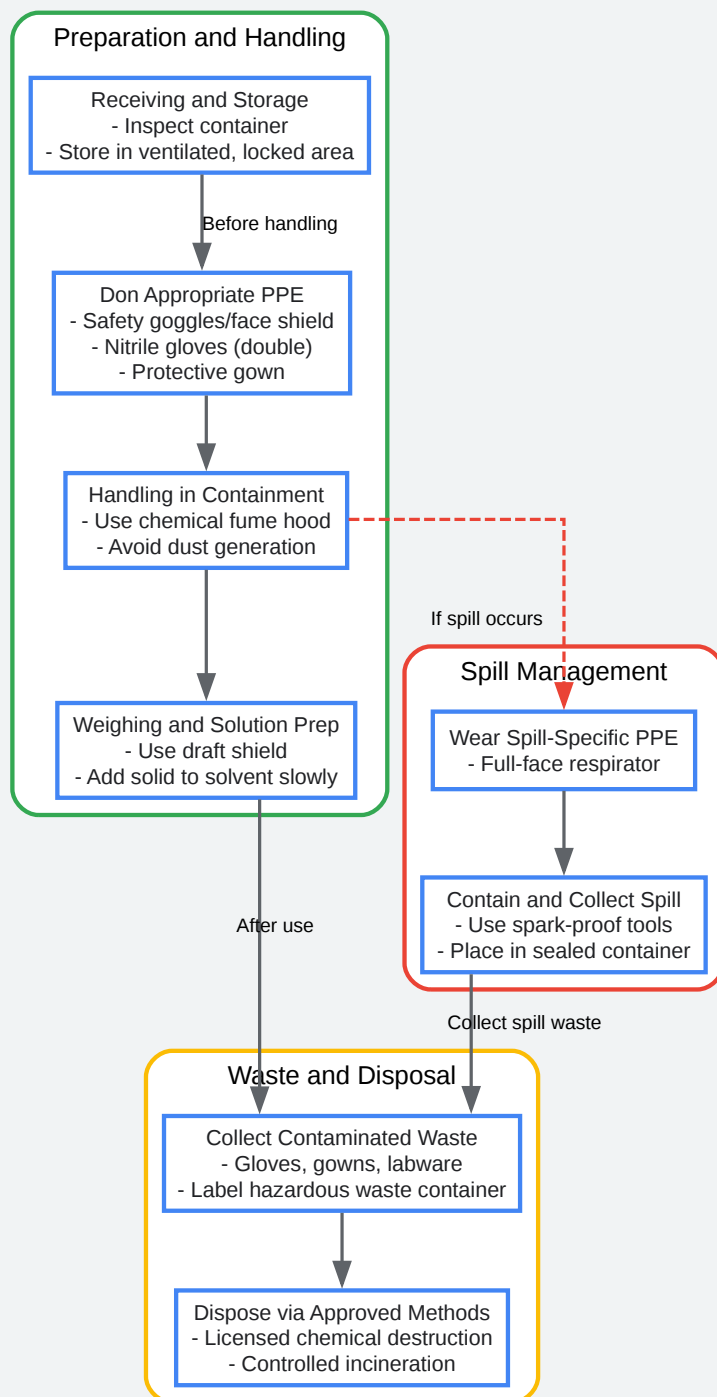 Preparation and Handling
Receiving and Storage
- Inspect container
- Store in ventilated, locked area
Before handling
Don Appropriate PPE
- Safety goggles/face shield
- Nitrile gloves (double)
- Protective gown
Handling in Containment
- Use chemical fume hood
- Avoid dust generation
If spill occurs
Spill Management
Weighing and Solution Prep
- Use draft shield
- Add solid to solvent slowly
Wear Spill-Specific PPE
- Full-face respirator
Contain and Collect Spill
- Use spark-proof tools
- Place in sealed container
After use
Collect spill waste
Waste and Disposal
Collect Contaminated Waste
- Gloves, gowns, labware
- Label hazardous waste container
Dispose via Approved Methods
- Licensed chemical destruction
- Controlled incineration